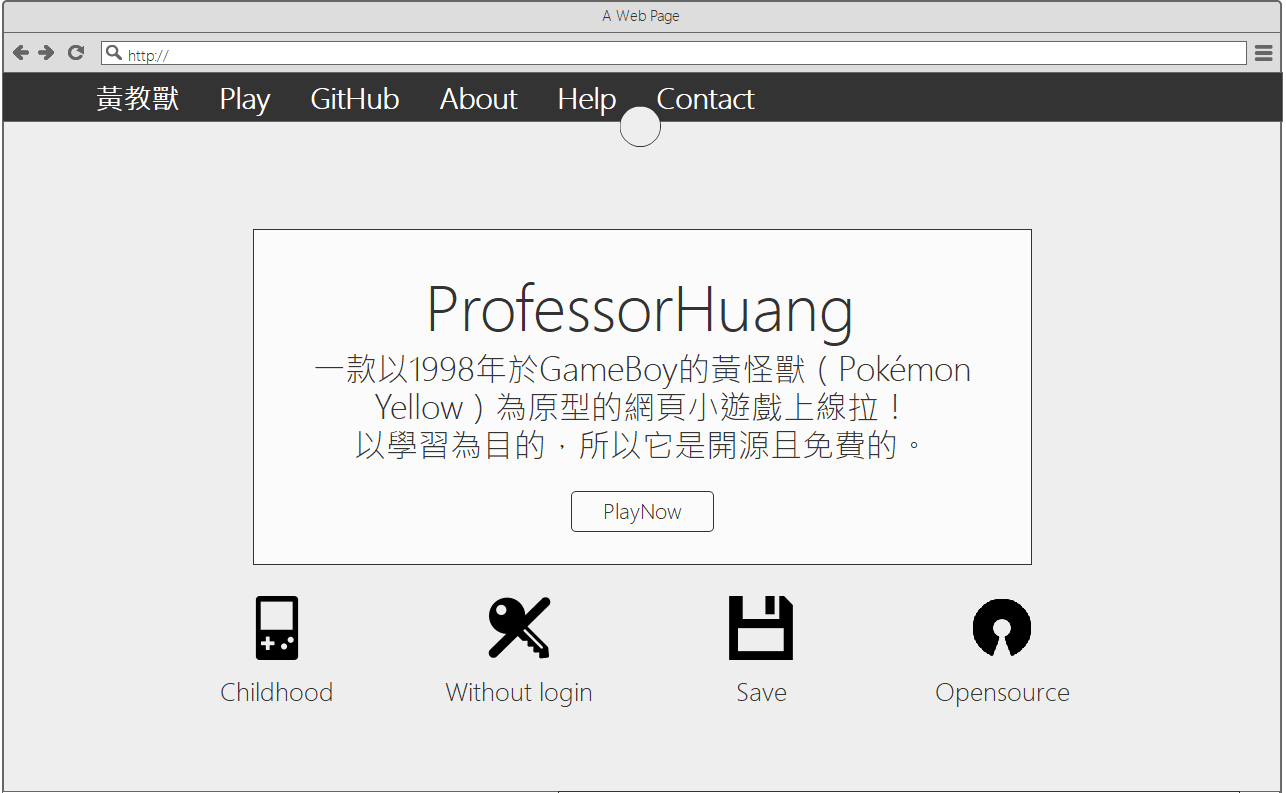 A Web Page
http://
黃教獸 Play GitHub About Help Contact
ProfessorHuang
一款以1998年於GameBoy的黃怪獸（Pokémon
Yellow）為原型的網頁小遊戲上線拉！
以學習為目的，所以它是開源且免費的。
PlayNow
Childhood Without login Save Opensource